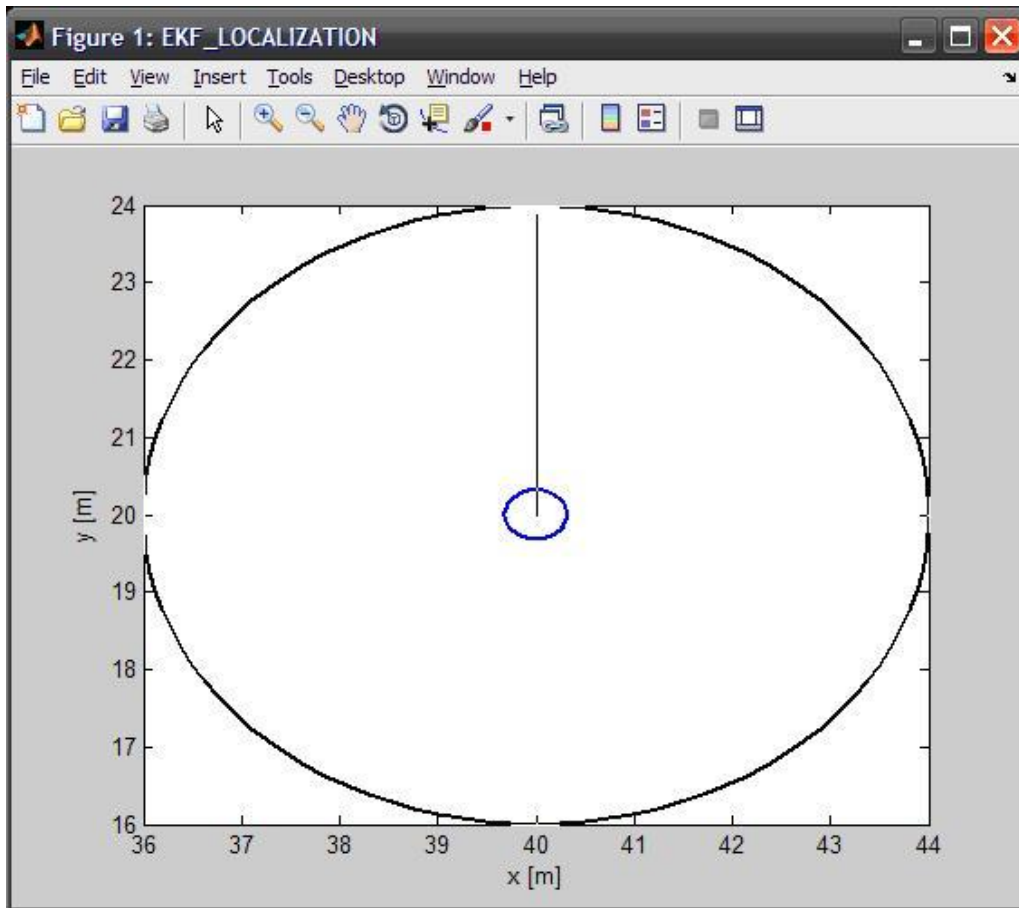 Figure 1: EKF_LOCALIZATION
File Edit View Insert Tools Desktop Window Help
24
23
22
21
20
19
18
17
16
y [m]
36 37 38 39 40 41 42 43 44
x [m]